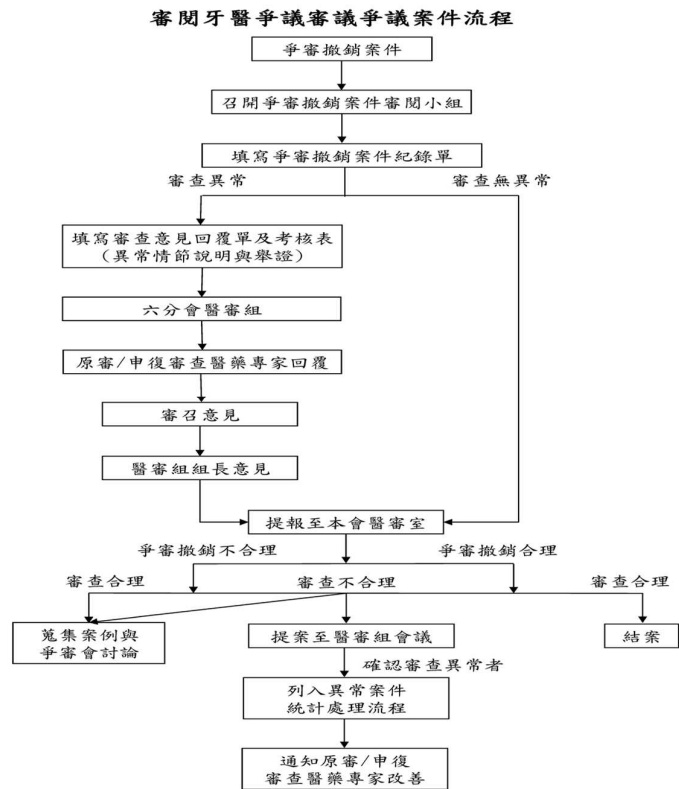 審閱牙醫爭議審議爭議案件流程
爭審撤銷案件
召開爭審撤銷案件審閱小組
填寫爭審撤銷案件紀錄單
審查異常
審查無異常
填寫審查意見回覆單及考核表
(異常情節說明與舉證)
六分會醫審組
原審/申復審查醫藥專家回覆
審召意見
醫審組組長意見
提報至本會醫審室
爭審撤銷不合理
爭審撤銷合理
審查合理
審查不合理
審查合理
蒐集案例與
爭審會討論
提案至醫審組會議
結案
確認審查異常者
列入異常案件
統計處理流程
通知原審/申復
審查醫藥專家改善